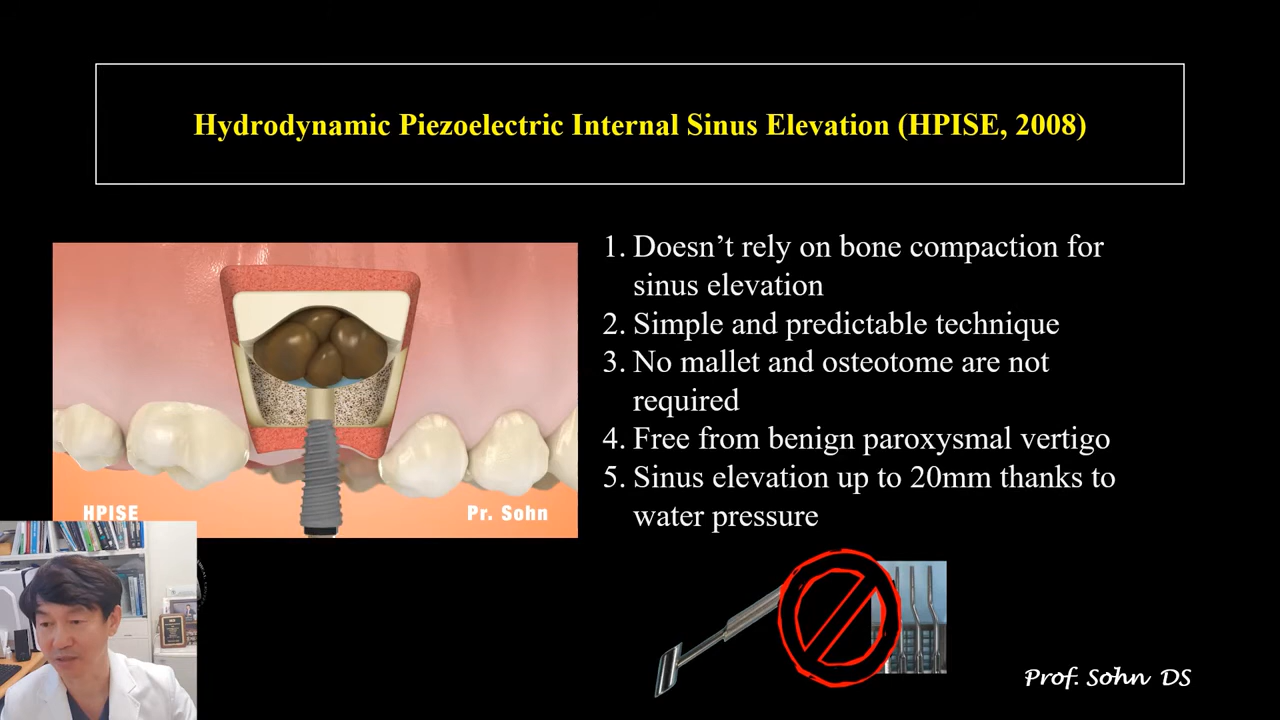 Hydrodynamic Piezoelectric Internal Sinus Elevation (HPISE, 2008)
1. Doesn’t rely on bone compaction for
sinus elevation
2. Simple and predictable technique
3. No mallet and osteotome are not
required
4. Free from benign paroxysmal vertigo
5. Sinus elevation up to 20mm thanks to
water pressure
HPISE
Pr. Sohn
Prof. Sohn DS